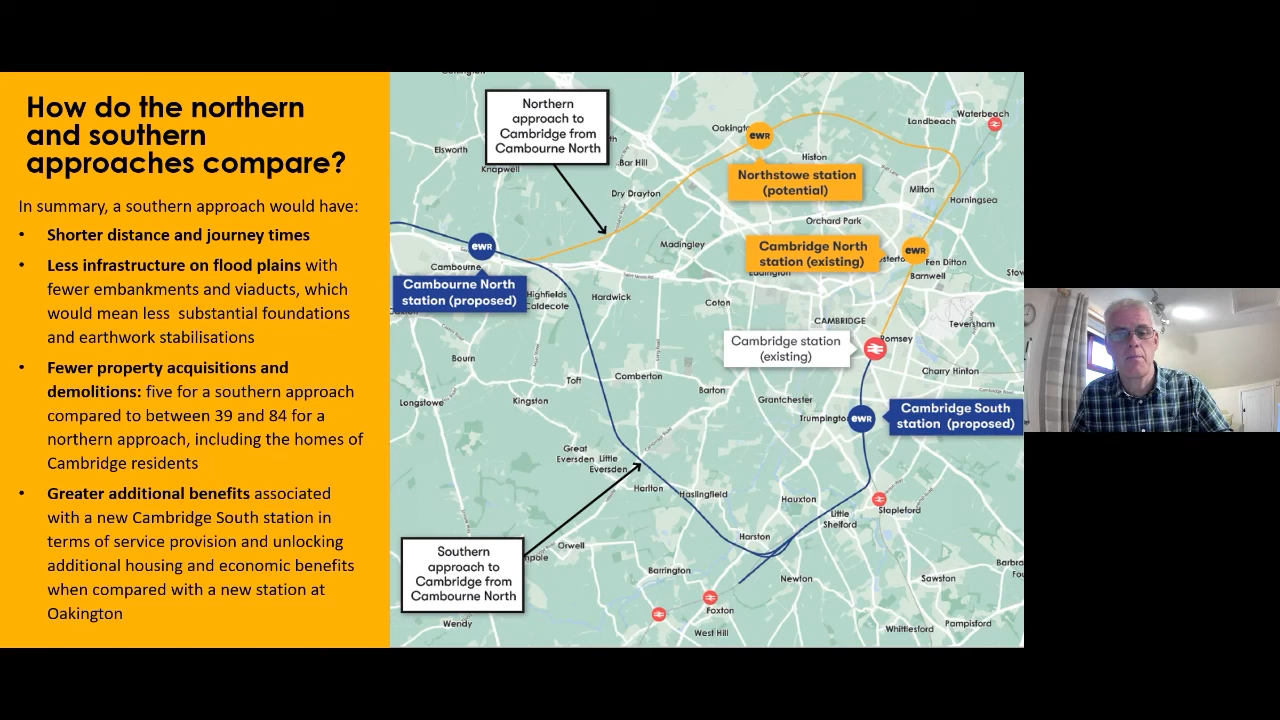 How do the northern
and southern
approaches compare?
In summary, a southern approach would have:
• Shorter distance and journey times
• Less infrastructure on flood plains with
fewer embankments and viaducts, which
would mean less substantial foundations
and earthwork stabilisations
• Fewer property acquisitions and
demolitions: five for a southern approach
compared to between 39 and 84 for a
northern approach, including the homes of
Cambridge residents
• Greater additional benefits associated
with a new Cambridge South station in
terms of service provision and unlocking
additional housing and economic benefits
when compared with a new station at
Oakington
Northern
approach to
Cambridge from
Cambourne North
Waterbeach
Landbeach
Oakingt
ewr
Elsworth
Bar Hill
Histon
Knapwell
Northstowe station
(potential)
Dry Drayton
Milton
Horningsea
Orchard Park
Madingley
ewr
Cambridge North
station (existing)
ewr
Fen Ditton
Cambourne
Eddington
Barnwell
Cambourne North
station (proposed)
Highfields
Caldecote
Hardwick
Coton
CAMBRIDGE
Teversham
Romsey
Cambridge station
(existing)
Bourn
Cherry Hinton
Toft
Comberton
Barton
Longstowe
Kingston
Grantchester
Trumpington
ewr
Cambridge South
station (proposed)
Great
Eversden
Little
Eversden
Harlton
Haslingfield
Hauxton
Stapleford
Little
Shelford
Southern
approach to
Cambridge from
Cambourne North
Orwell
Harston
Barrington
Newton
Sawston
Foxton
Wendy
West Hill
Whittlesford
Pampisford